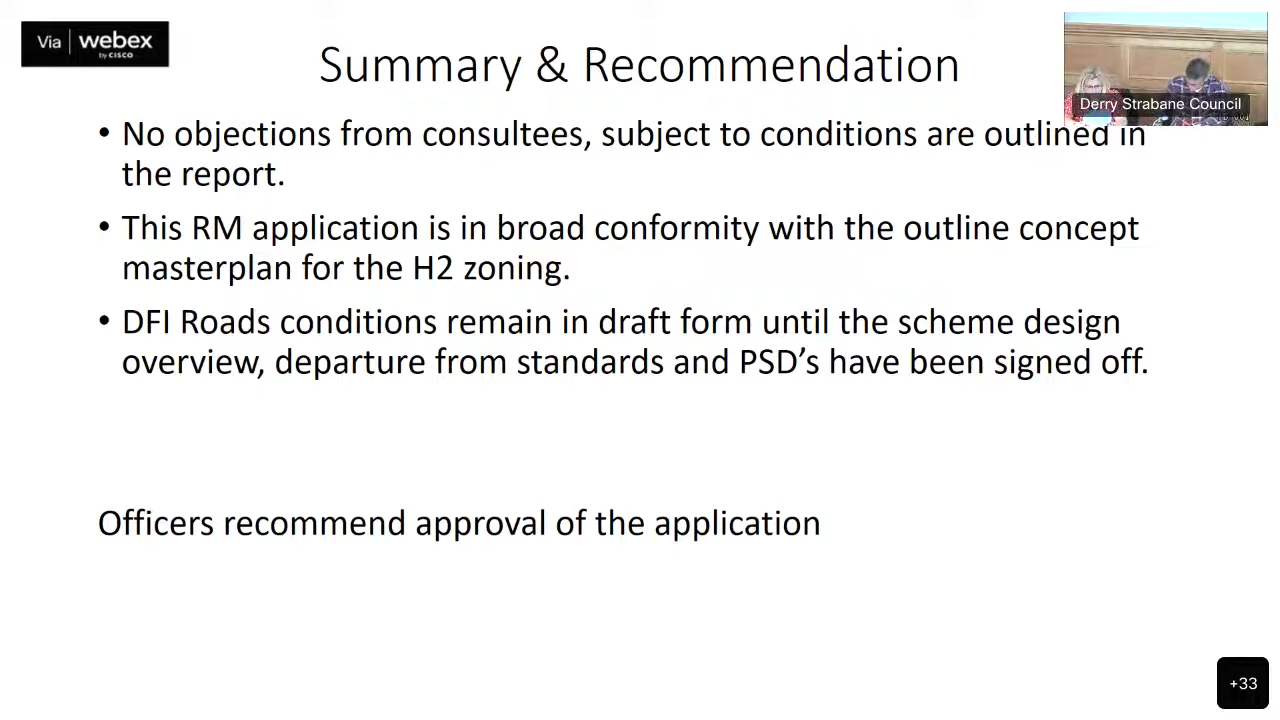 Via webex
by CISCO
Summary & Recommendation
Derry Strabane Council
• No objections from consultees, subject to conditions are outlined in
the report.
• This RM application is in broad conformity with the outline concept
masterplan for the H2 zoning.
• DFI Roads conditions remain in draft form until the scheme design
overview, departure from standards and PSD’s have been signed off.
Officers recommend approval of the application
+33